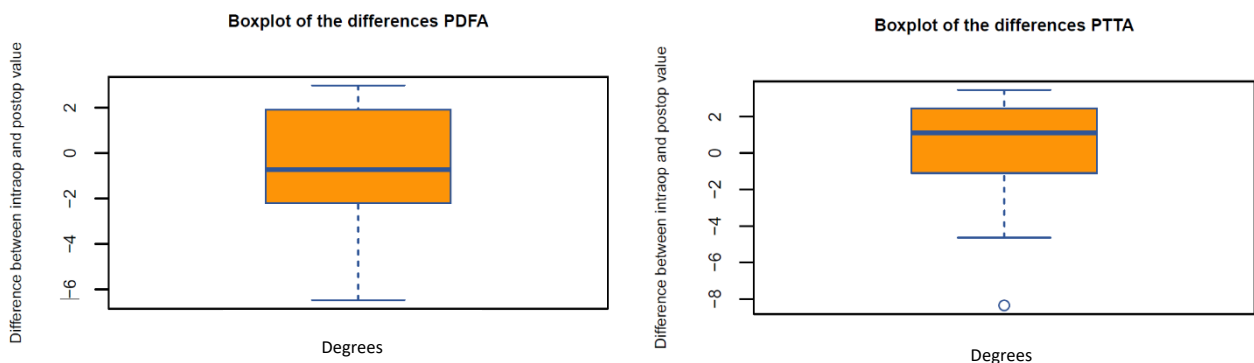 Boxplot of the differences PDFA
Difference between intraop and postop value
2
0
−2
−4
−6
Degrees
Boxplot of the differences PTTA
Difference between intraop and postop value
2
0
−2
−4
−6
−8
Degrees